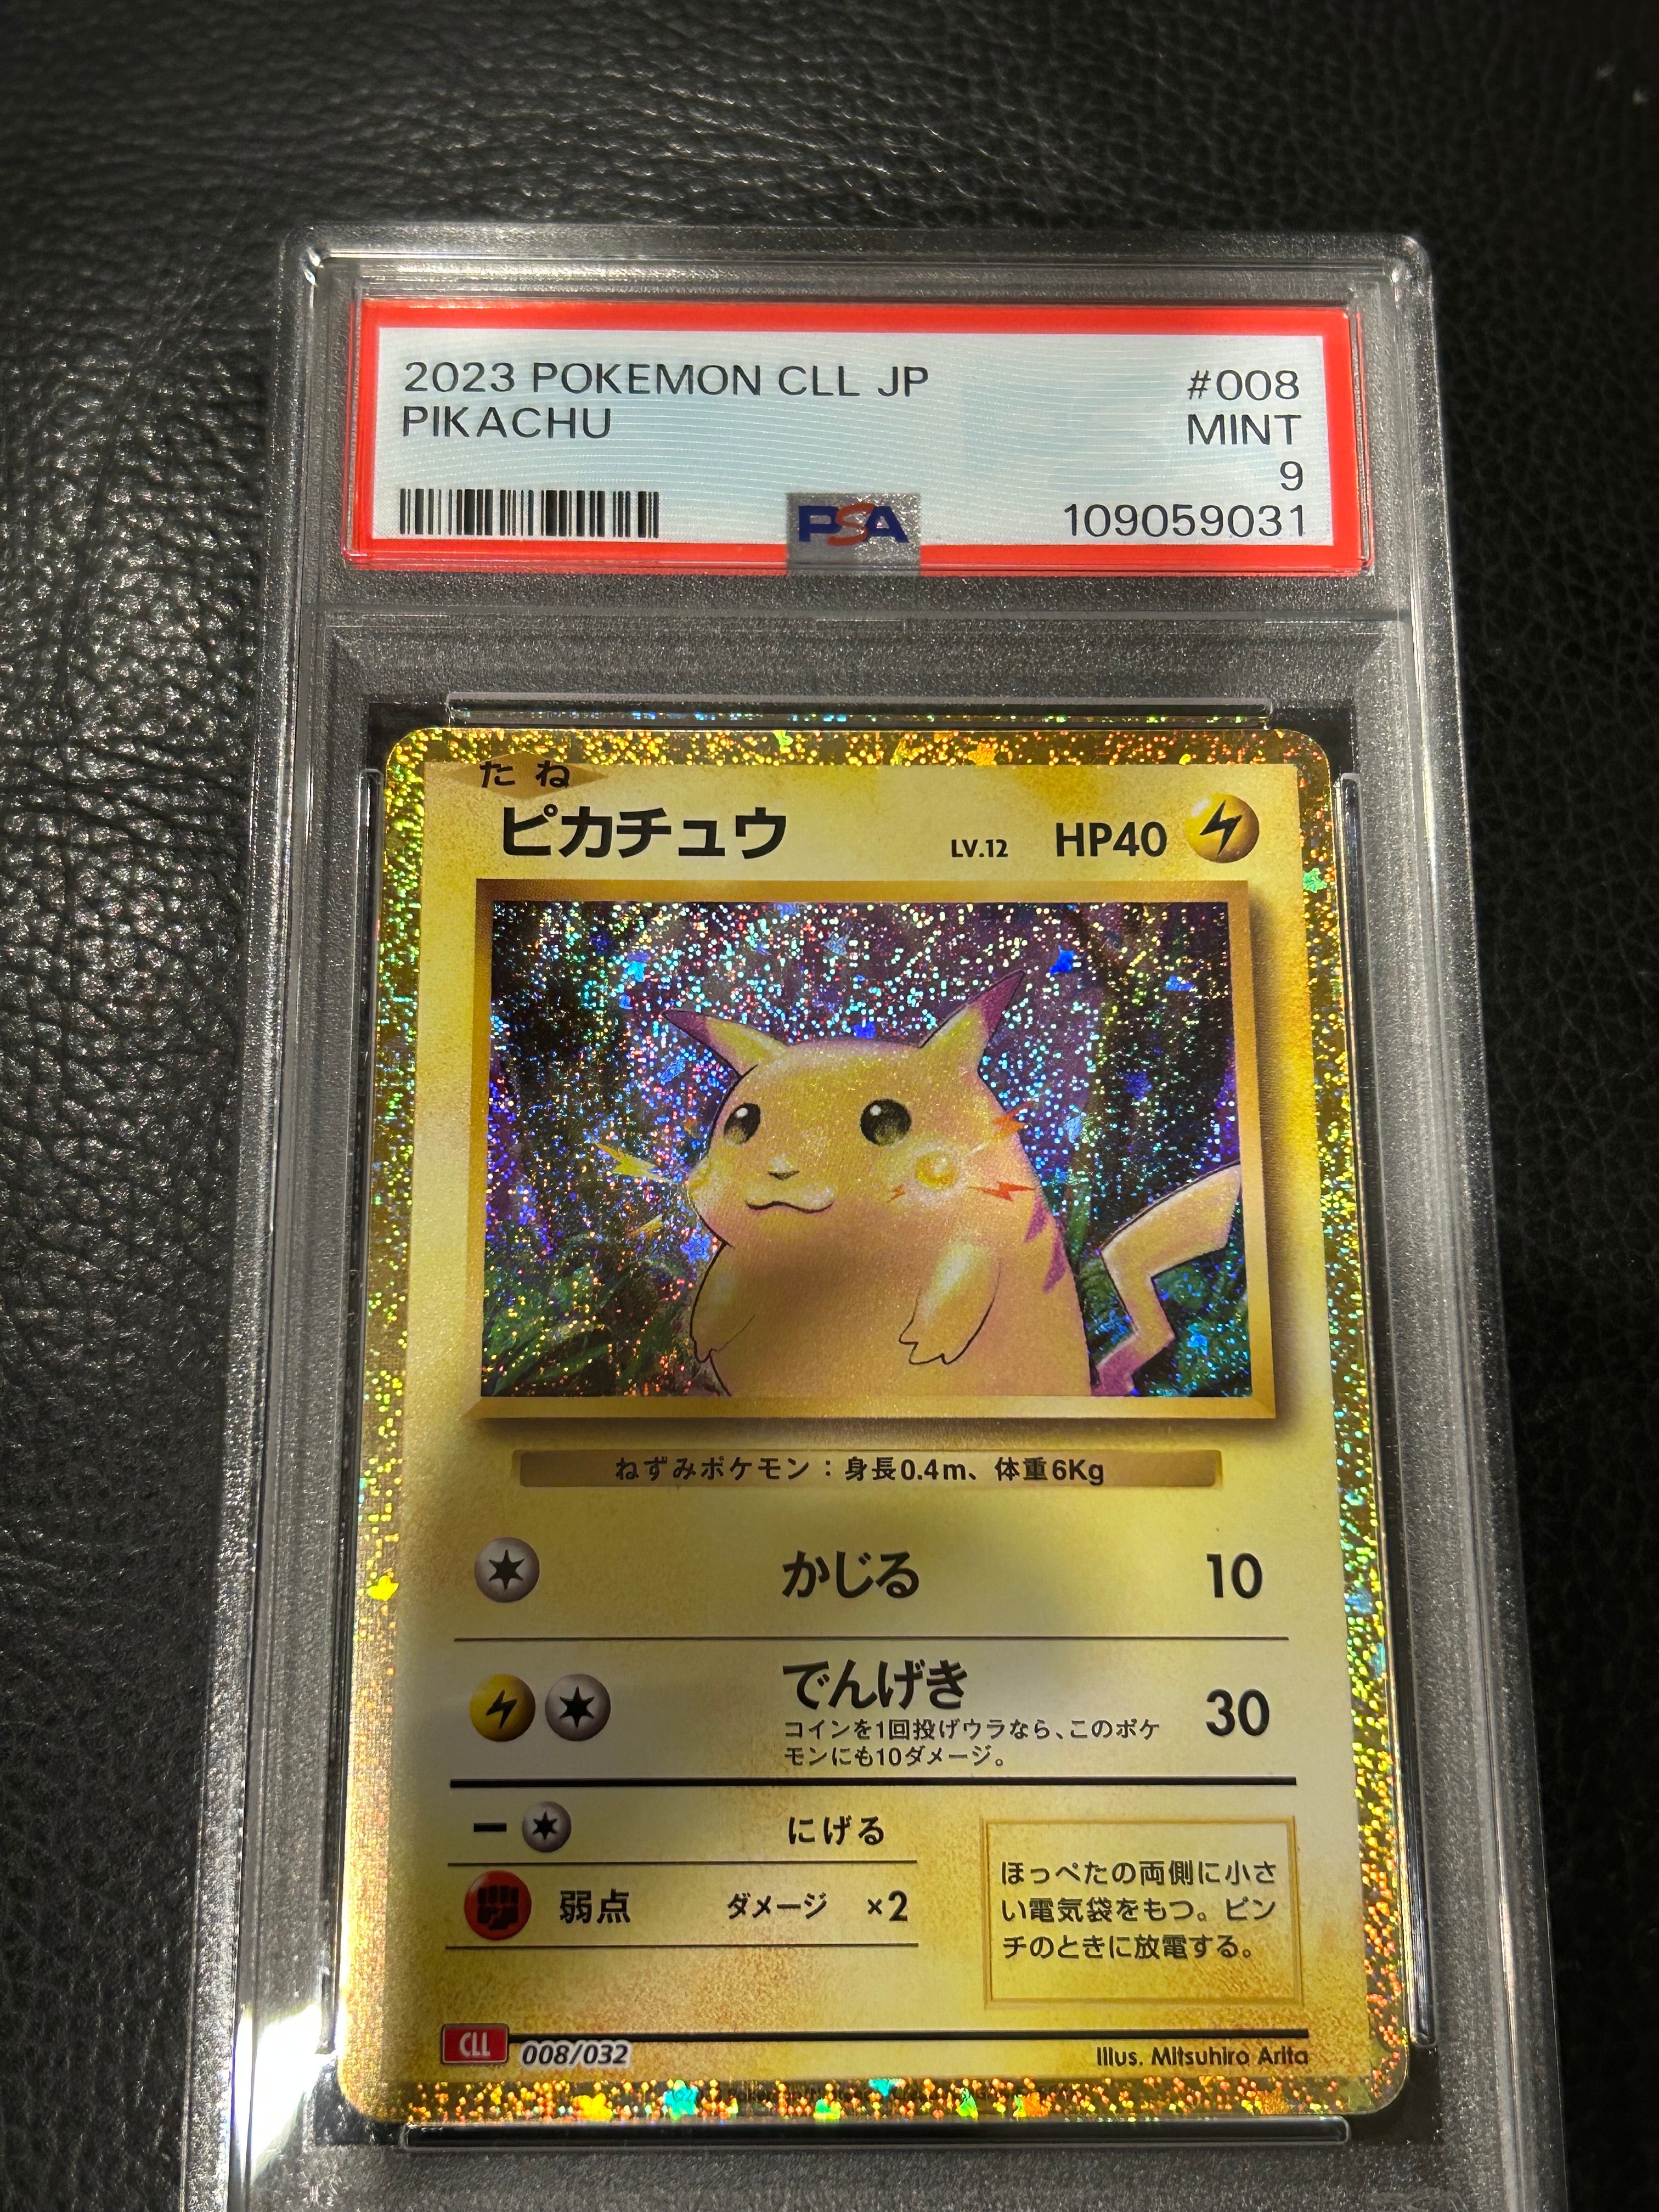 2023 POKEMON CLL JP #008
PIKACHU MINT
9
PSA 109059031
たね
ピカチュウ LV.12 HP40
ねずみポケモン：身長0.4m、体重6Kg
かじる 10
でんげき 30
コインを1回投げウラなら、このポケ
モンにも10ダメージ。
にげる
弱点 ダメージ ×2
ほっぺたの両側に小さ
い電気袋をもつ。ピン
チのときに放電する。
CLL 008/032 Illus. Mitsuhiro Arita